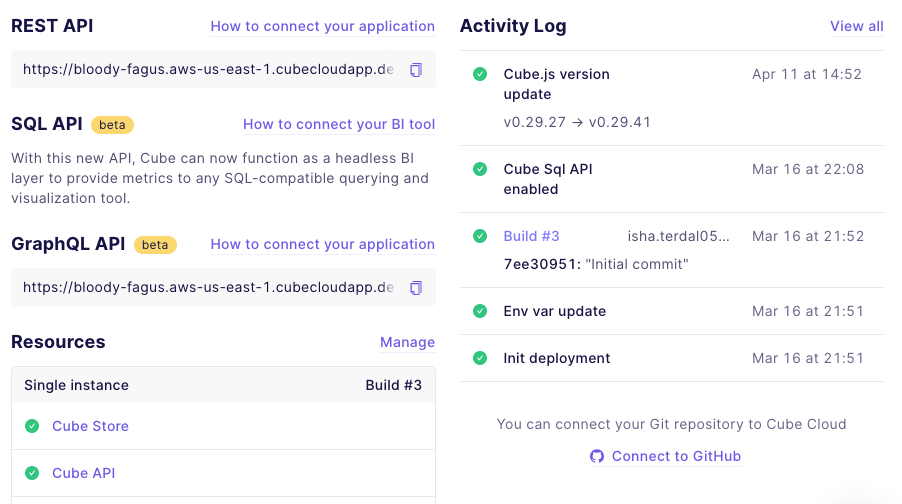 REST API
How to connect your application
https://bloody-fagus.aws-us-east-1.cubecloudapp.de
SQL API beta
How to connect your BI tool
With this new API, Cube can now function as a headless BI
layer to provide metrics to any SQL-compatible querying and
visualization tool.
GraphQL API beta
How to connect your application
https://bloody-fagus.aws-us-east-1.cubecloudapp.de
Resources
Manage
Single instance
Build #3
Cube Store
Cube API
Activity Log
View all
Cube.js version
update
Apr 11 at 14:52
v0.29.27 → v0.29.41
Cube Sql API
enabled
Mar 16 at 22:08
Build #3
isha.terdal05...
Mar 16 at 21:52
7ee30951: "Initial commit"
Env var update
Mar 16 at 21:51
Init deployment
Mar 16 at 21:51
You can connect your Git repository to Cube Cloud
Connect to GitHub